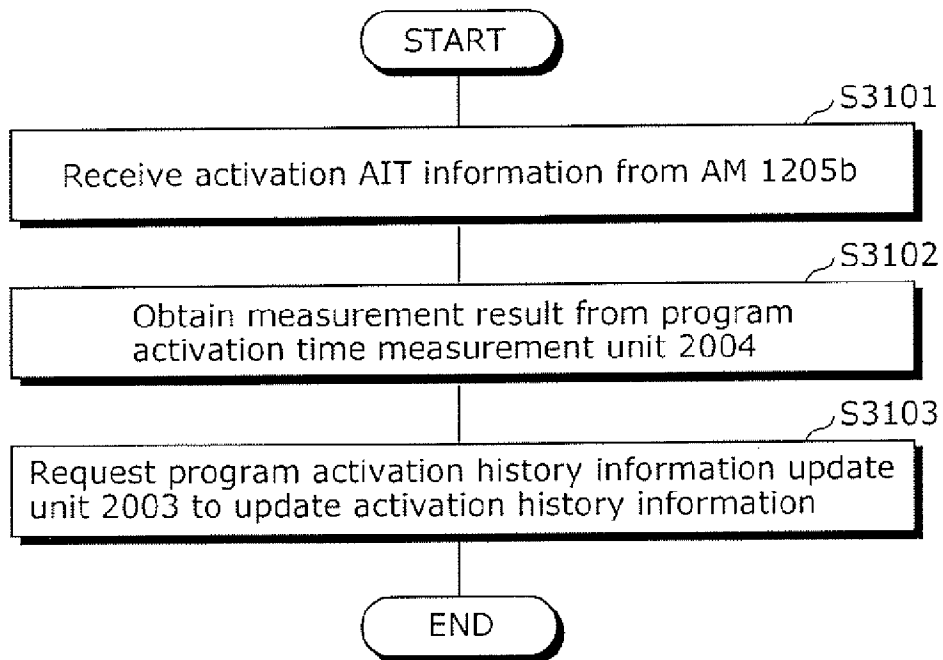 START
S3101
Receive activation AIT information from AM 1205b
S3102
Obtain measurement result from program
activation time measurement unit 2004
S3103
Request program activation history information update
unit 2003 to update activation history information
END